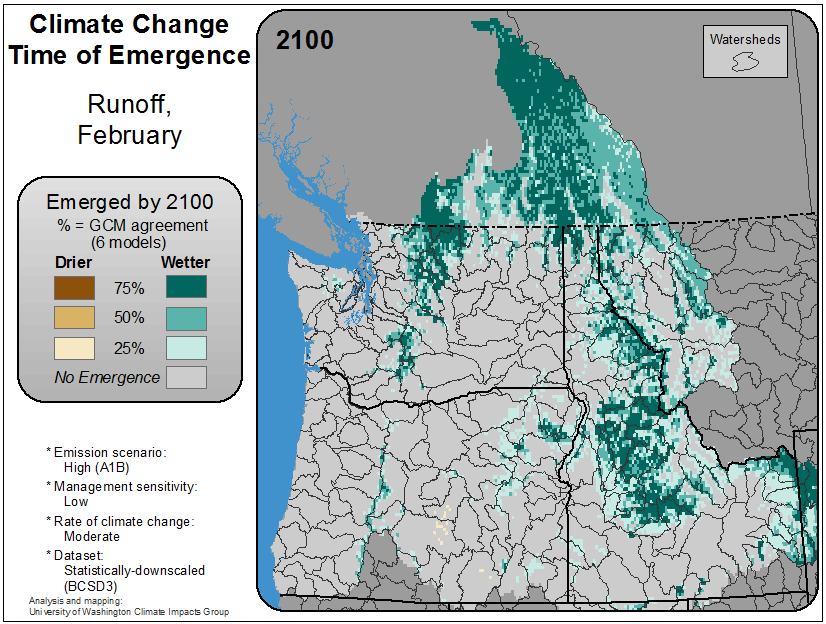 Climate Change
Time of Emergence
Runoff,
February
Emerged by 2100
% = GCM agreement
(6 models)
Drier Wetter
75%
50%
25%
No Emergence
* Emission scenario:
High (A1B)
* Management sensitivity:
Low
* Rate of climate change:
Moderate
* Dataset:
Statistically-downscaled
(BCSD3)
Analysis and mapping:
University of Washington Climate Impacts Group
2100
Watersheds